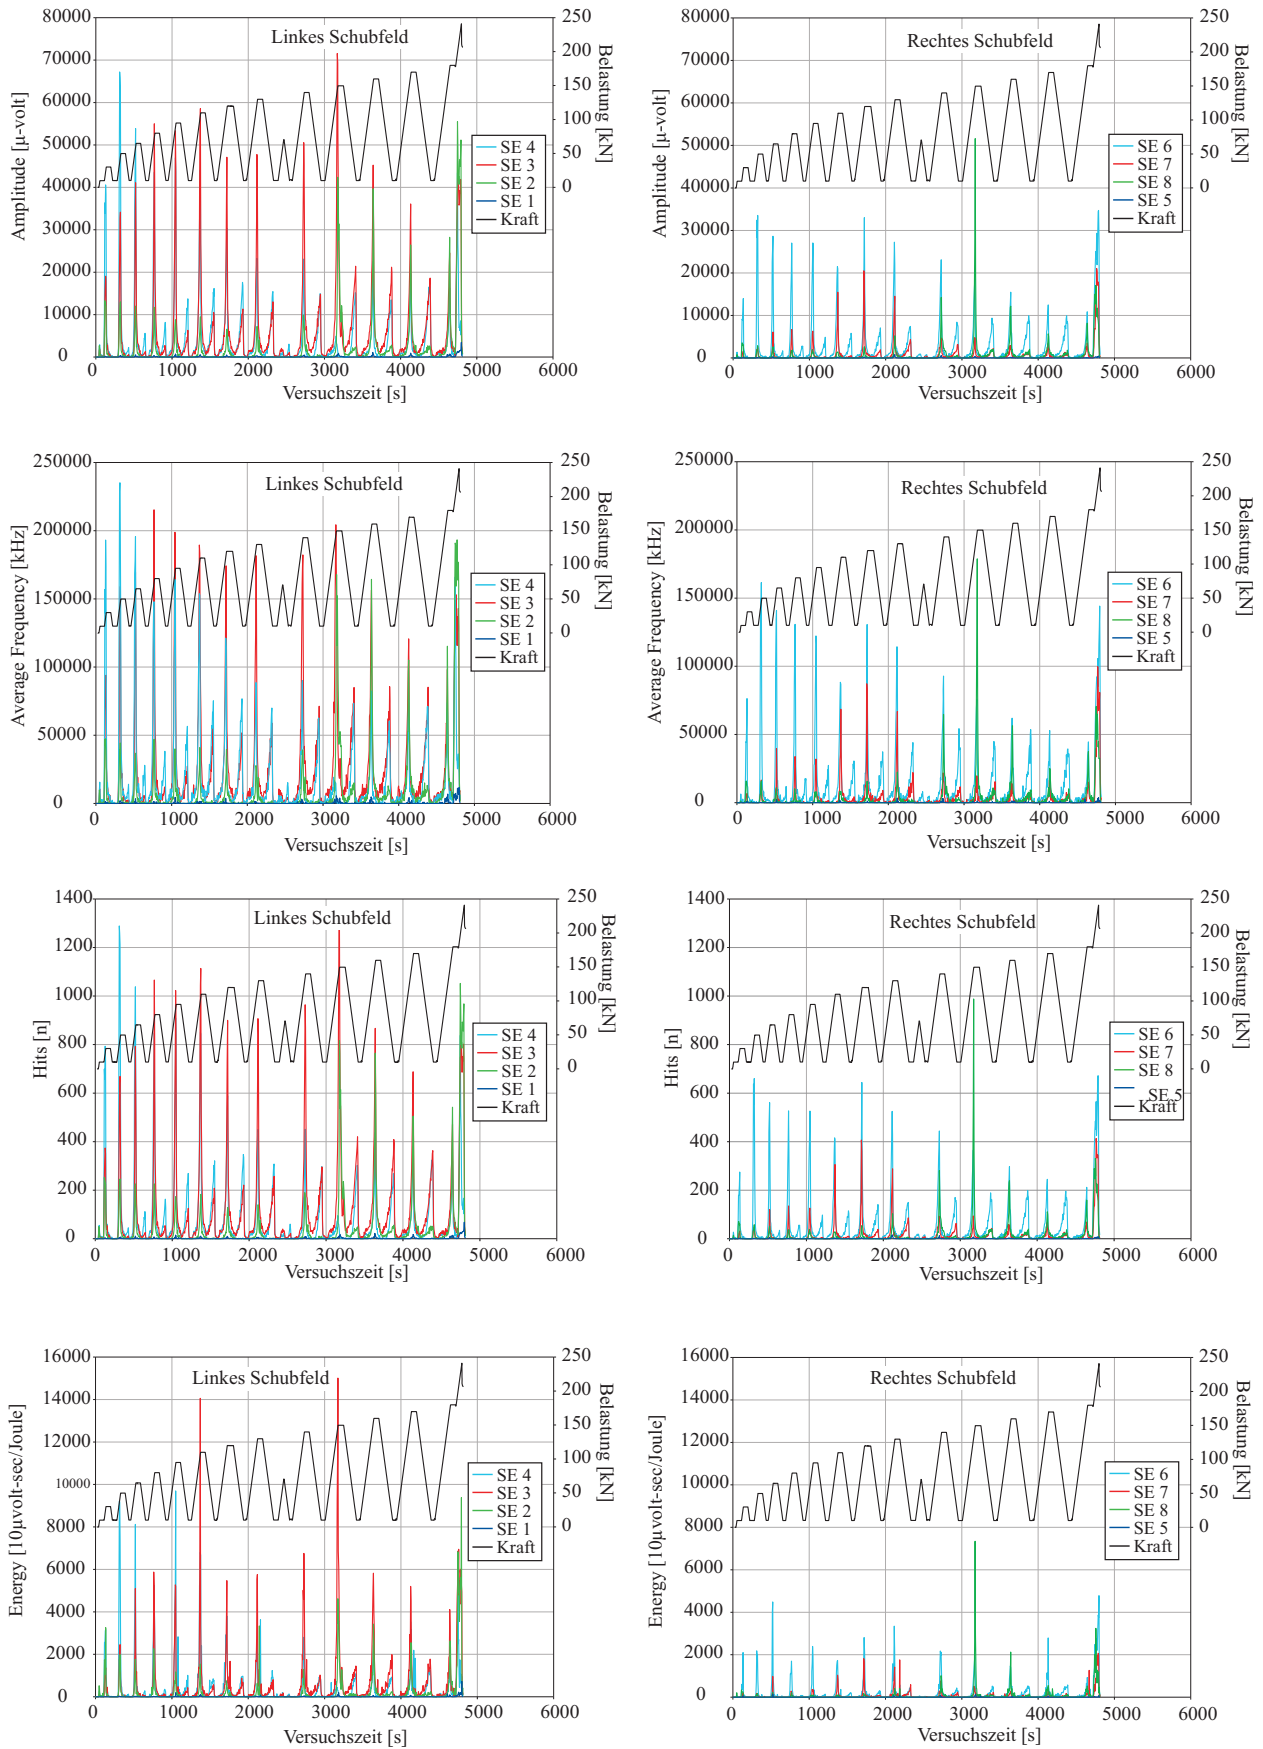 Linkes Schubfeld
Amplitude [µ-volt]
80000
70000
60000
50000
40000
30000
20000
10000
0
250
200
150
100
50
0
Belastung [kN]
SE 4
SE 3
SE 2
SE 1
Kraft
0 1000 2000 3000 4000 5000 6000
Versuchszeit [s]
Rechtes Schubfeld
Amplitude [µ-volt]
80000
70000
60000
50000
40000
30000
20000
10000
0
250
200
150
100
50
0
Belastung [kN]
SE 6
SE 7
SE 8
SE 5
Kraft
0 1000 2000 3000 4000 5000 6000
Versuchszeit [s]
Linkes Schubfeld
Average Frequency [kHz]
250000
200000
150000
100000
50000
0
250
200
150
100
50
0
Belastung [kN]
SE 4
SE 3
SE 2
SE 1
Kraft
0 1000 2000 3000 4000 5000 6000
Versuchszeit [s]
Rechtes Schubfeld
Average Frequency [kHz]
250000
200000
150000
100000
50000
0
250
200
150
100
50
0
Belastung [kN]
SE 6
SE 7
SE 8
SE 5
Kraft
0 1000 2000 3000 4000 5000 6000
Versuchszeit [s]
Linkes Schubfeld
Hits [n]
1400
1200
1000
800
600
400
200
0
250
200
150
100
50
0
Belastung [kN]
SE 4
SE 3
SE 2
SE 1
Kraft
0 1000 2000 3000 4000 5000 6000
Versuchszeit [s]
Rechtes Schubfeld
Hits [n]
1400
1200
1000
800
600
400
200
0
250
200
150
100
50
0
Belastung [kN]
SE 6
SE 7
SE 8
SE 5
Kraft
0 1000 2000 3000 4000 5000 6000
Versuchszeit [s]
Linkes Schubfeld
Energy [10µvolt-sec/Joule]
16000
14000
12000
10000
8000
6000
4000
2000
0
250
200
150
100
50
0
Belastung [kN]
SE 4
SE 3
SE 2
SE 1
Kraft
0 1000 2000 3000 4000 5000 6000
Versuchszeit [s]
Rechtes Schubfeld
Energy [10µvolt-sec/Joule]
16000
14000
12000
10000
8000
6000
4000
2000
0
250
200
150
100
50
0
Belastung [kN]
SE 6
SE 7
SE 8
SE 5
Kraft
0 1000 2000 3000 4000 5000 6000
Versuchszeit [s]